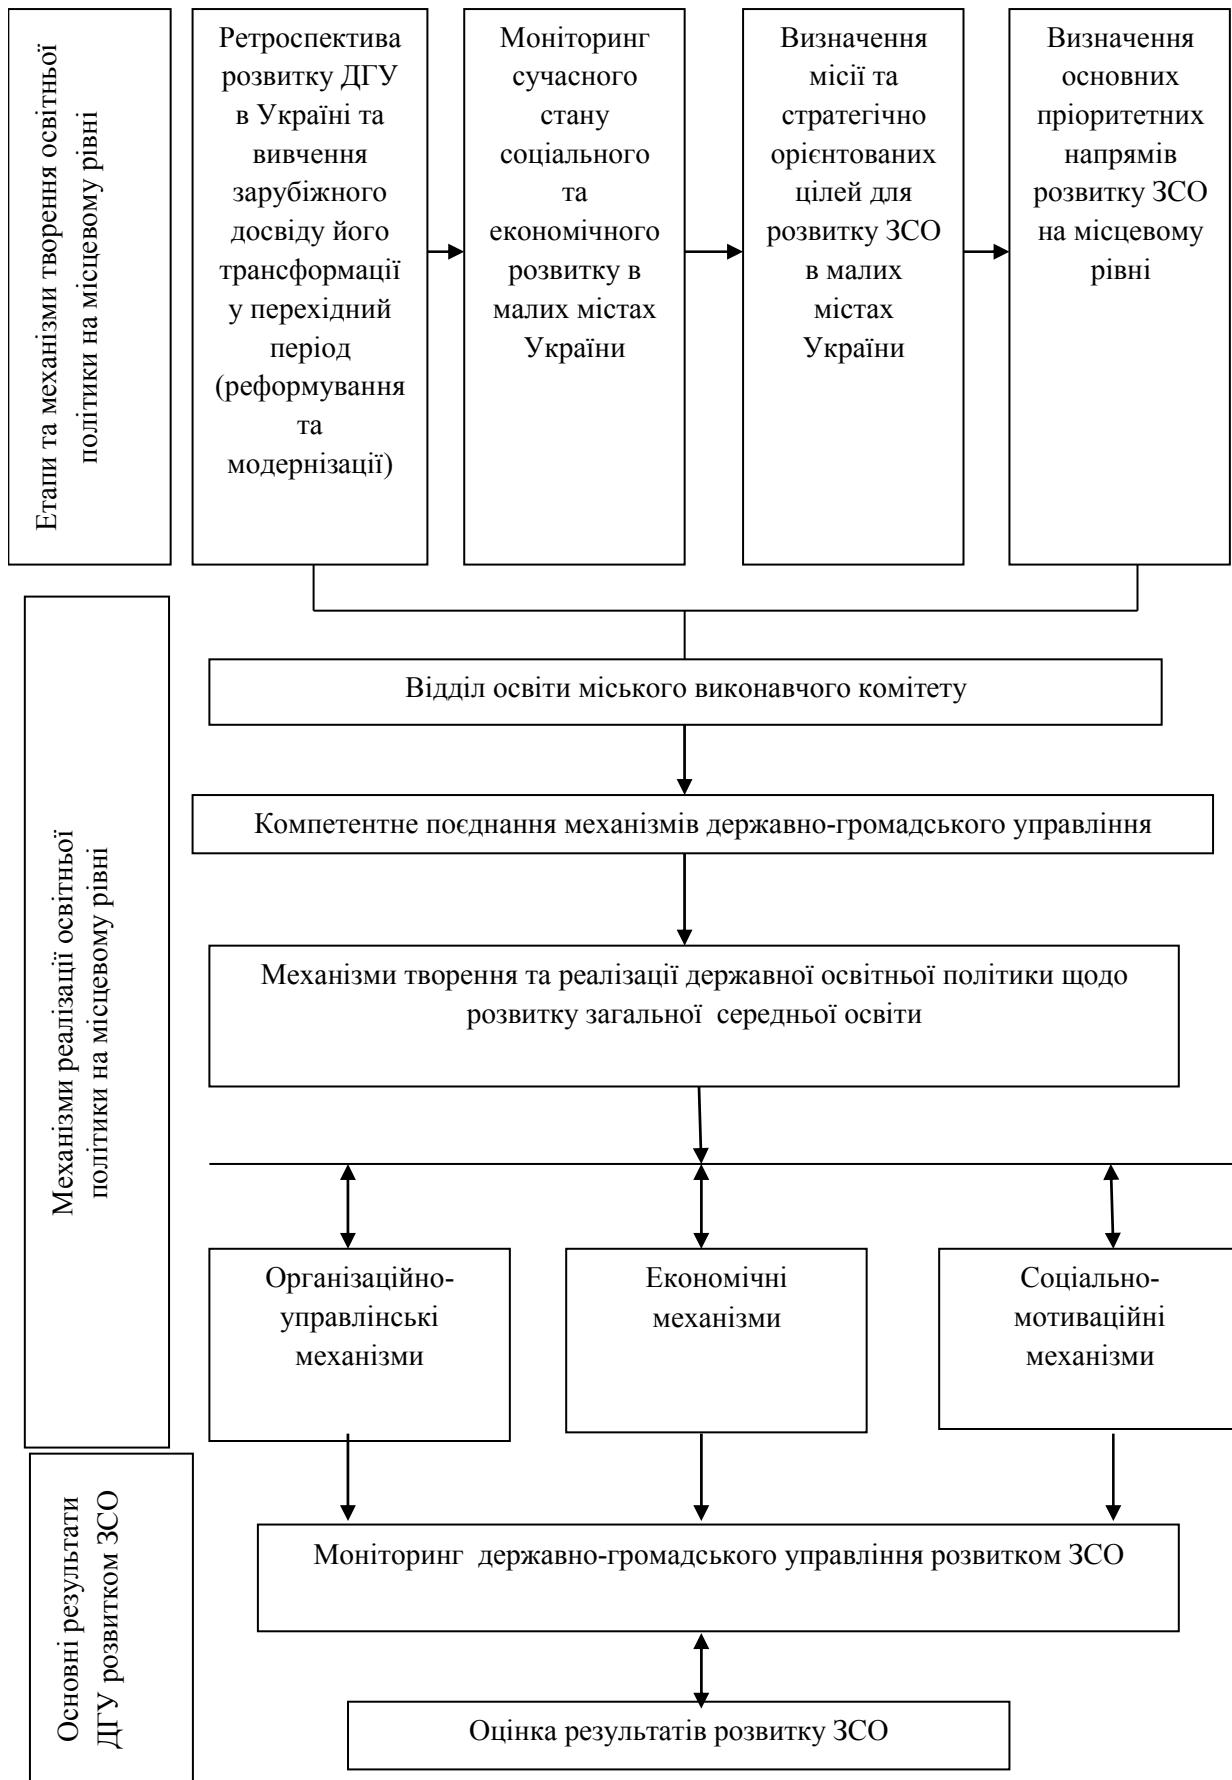 Етапи та механізми творення освітньої
політики на місцевому рівні
Ретроспектива
розвитку ДГУ
в Україні та
вивчення
зарубіжного
досвіду його
трансформації
у перехідний
період
(реформування
та
модернізації)
Моніторинг
сучасного
стану
соціального
та
економічного
розвитку в
малих містах
України
Визначення
місії та
стратегічно
орієнтованих
цілей для
розвитку ЗСО
в малих
містах
України
Визначення
основних
пріоритетних
напрямів
розвитку ЗСО
на місцевому
рівні
Механізми реалізації освітньої
політики на місцевому рівні
Відділ освіти міського виконавчого комітету
Компетентне поєднання механізмів державно-громадського управління
Механізми творення та реалізації державної освітньої політики щодо
розвитку загальної середньої освіти
Організаційно-
управлінські
механізми
Економічні
механізми
Соціально-
мотиваційні
механізми
Основні результати
ДГУ розвитком ЗСО
Моніторинг державно-громадського управління розвитком ЗСО
Оцінка результатів розвитку ЗСО